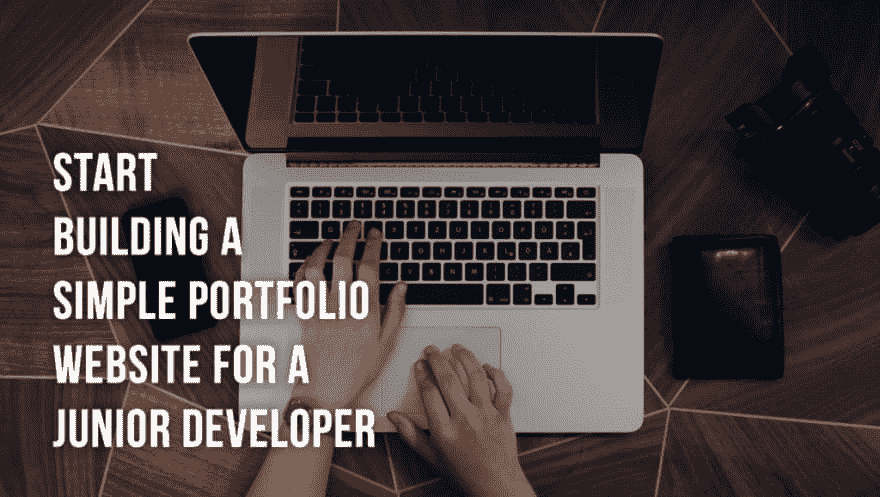 START
BUILDING A
SIMPLE PORTFOLIO
WEBSITE FOR A
JUNIOR DEVELOPER